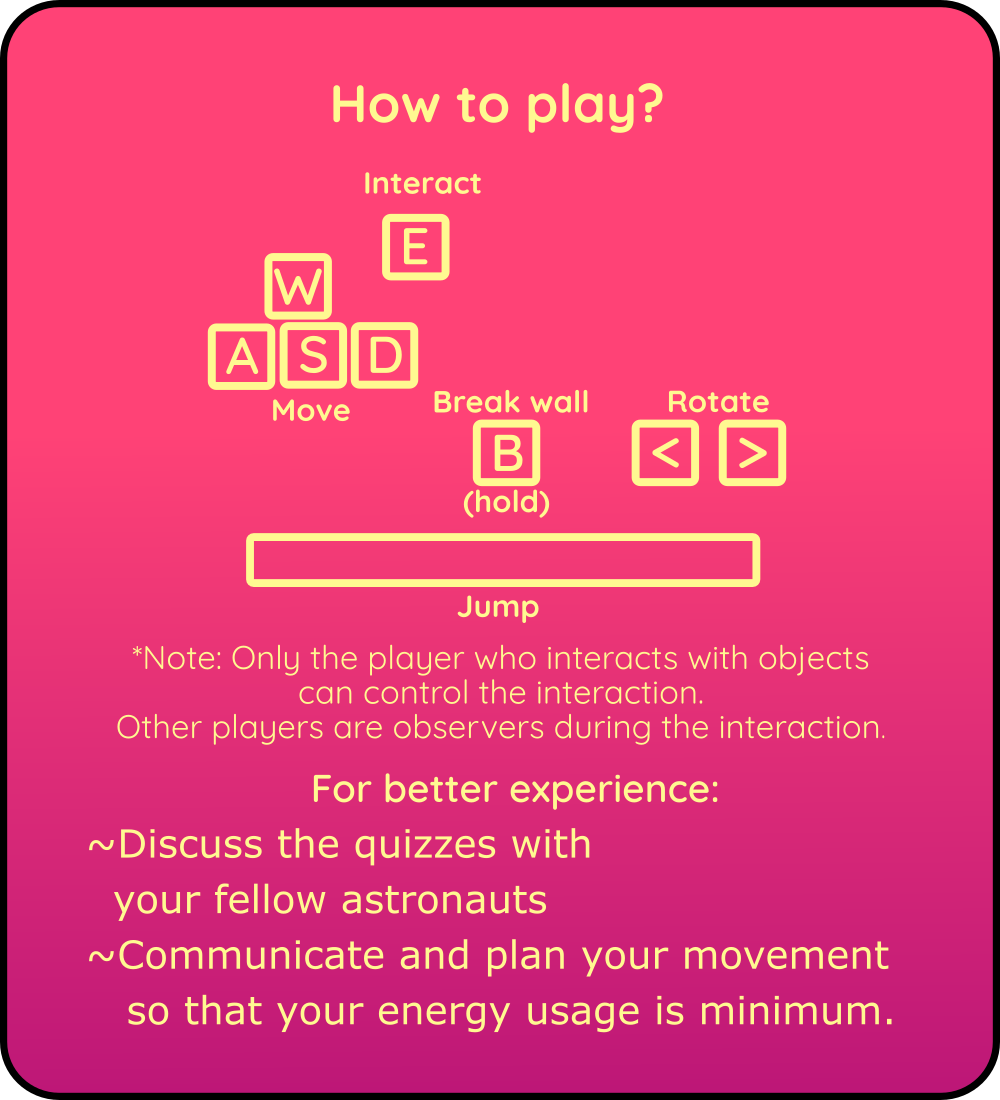 How to play?
Interact
E
W
A S D
Move
Break wall
Rotate
B
< >
(hold)
Jump
*Note: Only the player who interacts with objects
can control the interaction.
Other players are observers during the interaction.
For better experience:
~Discuss the quizzes with
your fellow astronauts
~Communicate and plan your movement
so that your energy usage is minimum.